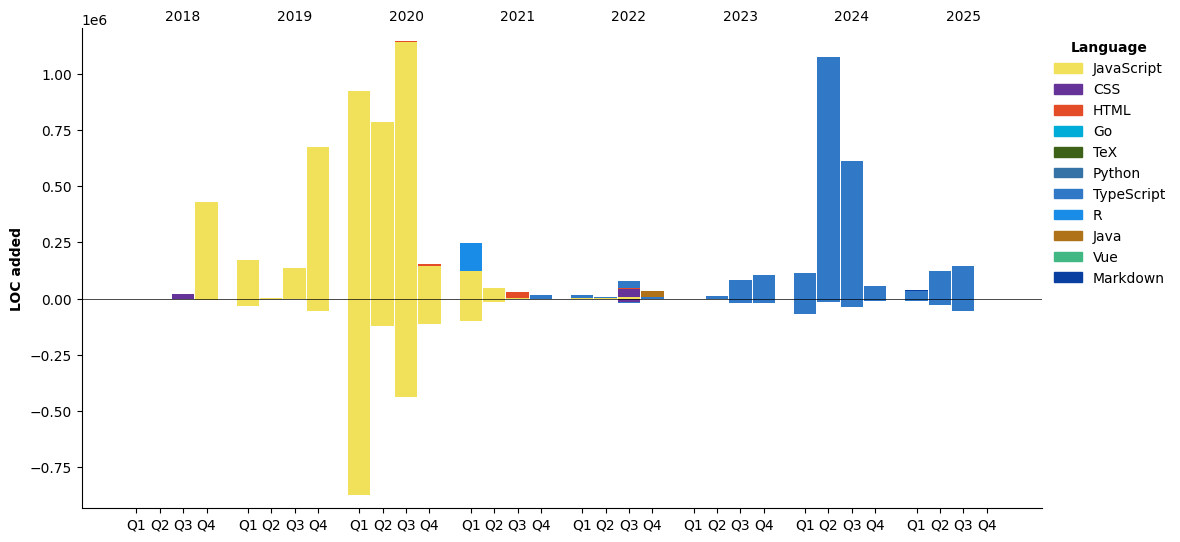 1e6
2018 2019 2020 2021 2022 2023 2024 2025
LOC added
1.00
0.75
0.50
0.25
0.00
−0.25
−0.50
−0.75
Q1 Q2 Q3 Q4 Q1 Q2 Q3 Q4 Q1 Q2 Q3 Q4 Q1 Q2 Q3 Q4 Q1 Q2 Q3 Q4 Q1 Q2 Q3 Q4 Q1 Q2 Q3 Q4 Q1 Q2 Q3 Q4
Language
JavaScript
CSS
HTML
Go
TeX
Python
TypeScript
R
Java
Vue
Markdown